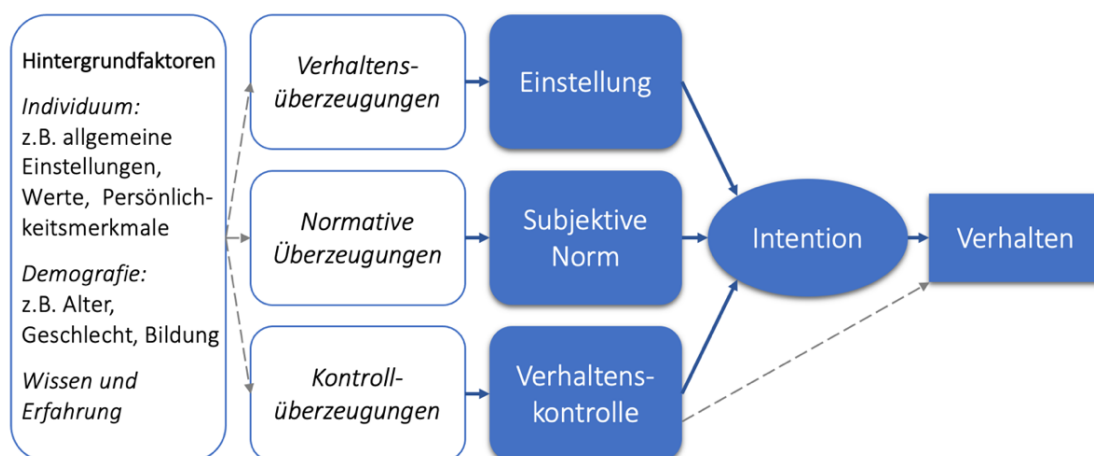 Hintergrundfaktoren
Individuum:
z.B. allgemeine
Einstellungen,
Werte, Persönlich-
keitsmerkmale
Demografie:
z.B. Alter,
Geschlecht, Bildung
Wissen und
Erfahrung
Verhaltens-
überzeugungen
Normative
Überzeugungen
Kontroll-
überzeugungen
Einstellung
Subjektive
Norm
Verhaltens-
kontrolle
Intention
Verhalten